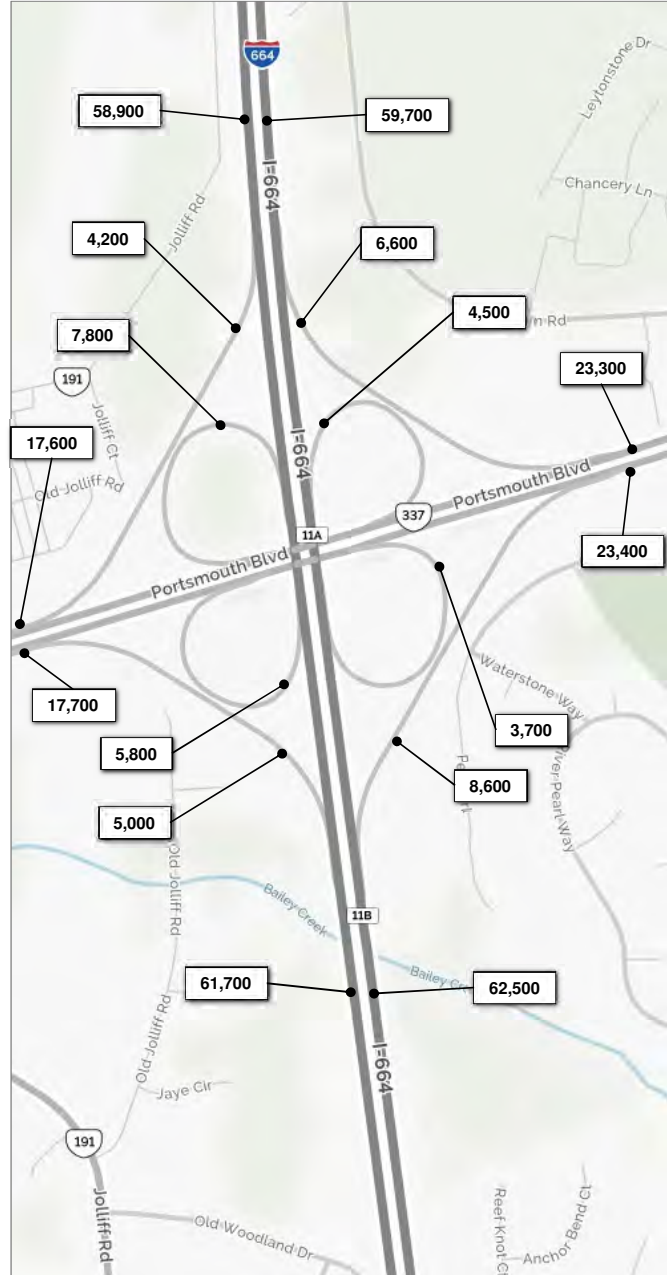 664
58,900
59,700
Leytonstone Dr
I=664
Chancery Ln
Jolliff Rd
4,200
6,600
4,500
n Rd
7,800
191
23,300
Jolliff Ct
17,600
I=664
Portsmouth Blvd
Old Jolliff Rd
337
11A
23,400
Portsmouth Blvd
Waterstone Way
17,700
3,700
5,800
8,600
5,000
iver Pearl Way
Old Jolliff Rd
Bailey Creek
11B
61,700
62,500
Old Jolliff Rd
I=664
Jaye Cir
191
Jolliff Rd
Old Woodland Dr
Reef Knot C
Anchor Bend Ct